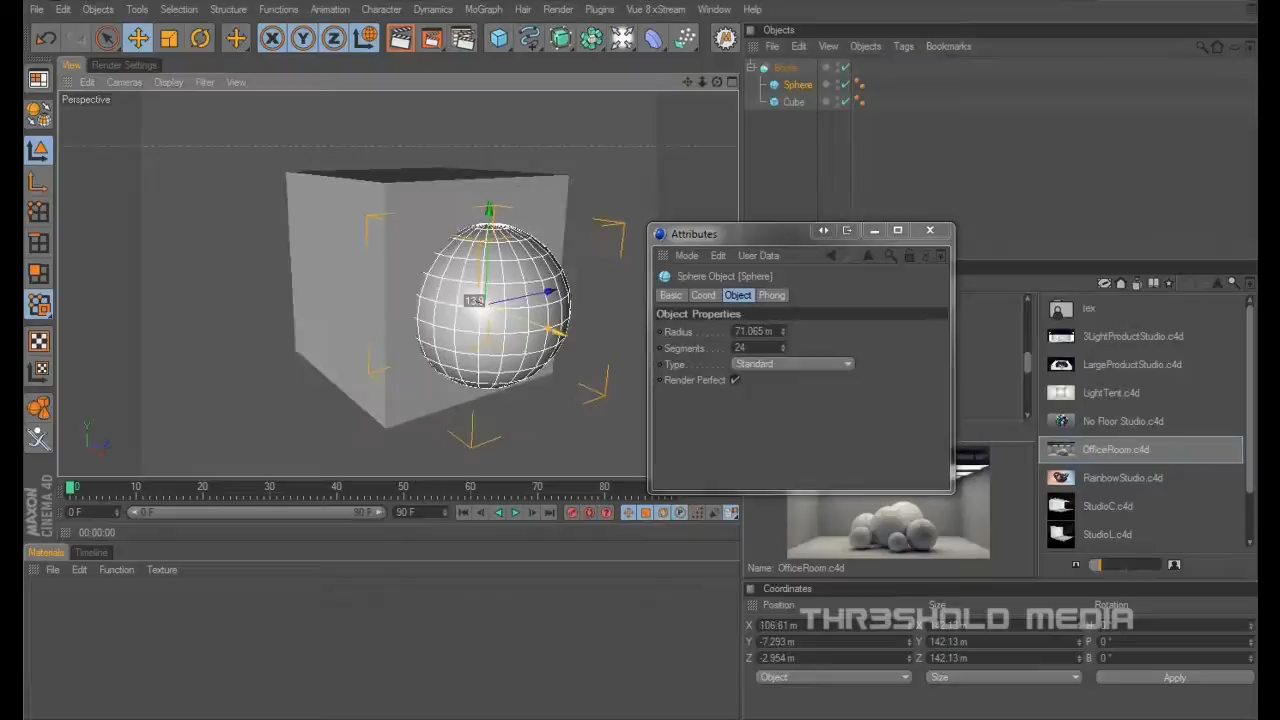 File Edit Objects Tools Selection Structure Functions Animation Character Dynamics MoGraph Hair Render Plugins Vue 8 xStream Window Help
Objects
File Edit View Objects Tags Bookmarks
View Render Settings
Edit Cameras Display Filter View
Perspective
Sphere
Cube
13.9
Attributes
Mode Edit User Data
Sphere Object [Sphere]
Basic Coord Object Phong
Object Properties
Radius 71.065 m
Segments 24
Type Standard
Render Perfect
tex
3LightProductStudio.c4d
LargeProductStudio.c4d
LightTent.c4d
No Floor Studio.c4d
OfficeRoom.c4d
RainbowStudio.c4d
StudioC.c4d
StudioL.c4d
Name: OfficeRoom.c4d
Y
0 10 20 30 40 50 60 70 80
0 F 0 F 90 F 90 F
00:00:00
MAXON CINEMA 4D
Materials Timeline
File Edit Function Texture
Coordinates
Position Size Rotation
THR3SHOLD MEDIA
X 106.81 m X 142.13 m H 0 °
Y -7.293 m Y 142.13 m P 0 °
Z -2.954 m Z 142.13 m B 0 °
Object Size Apply